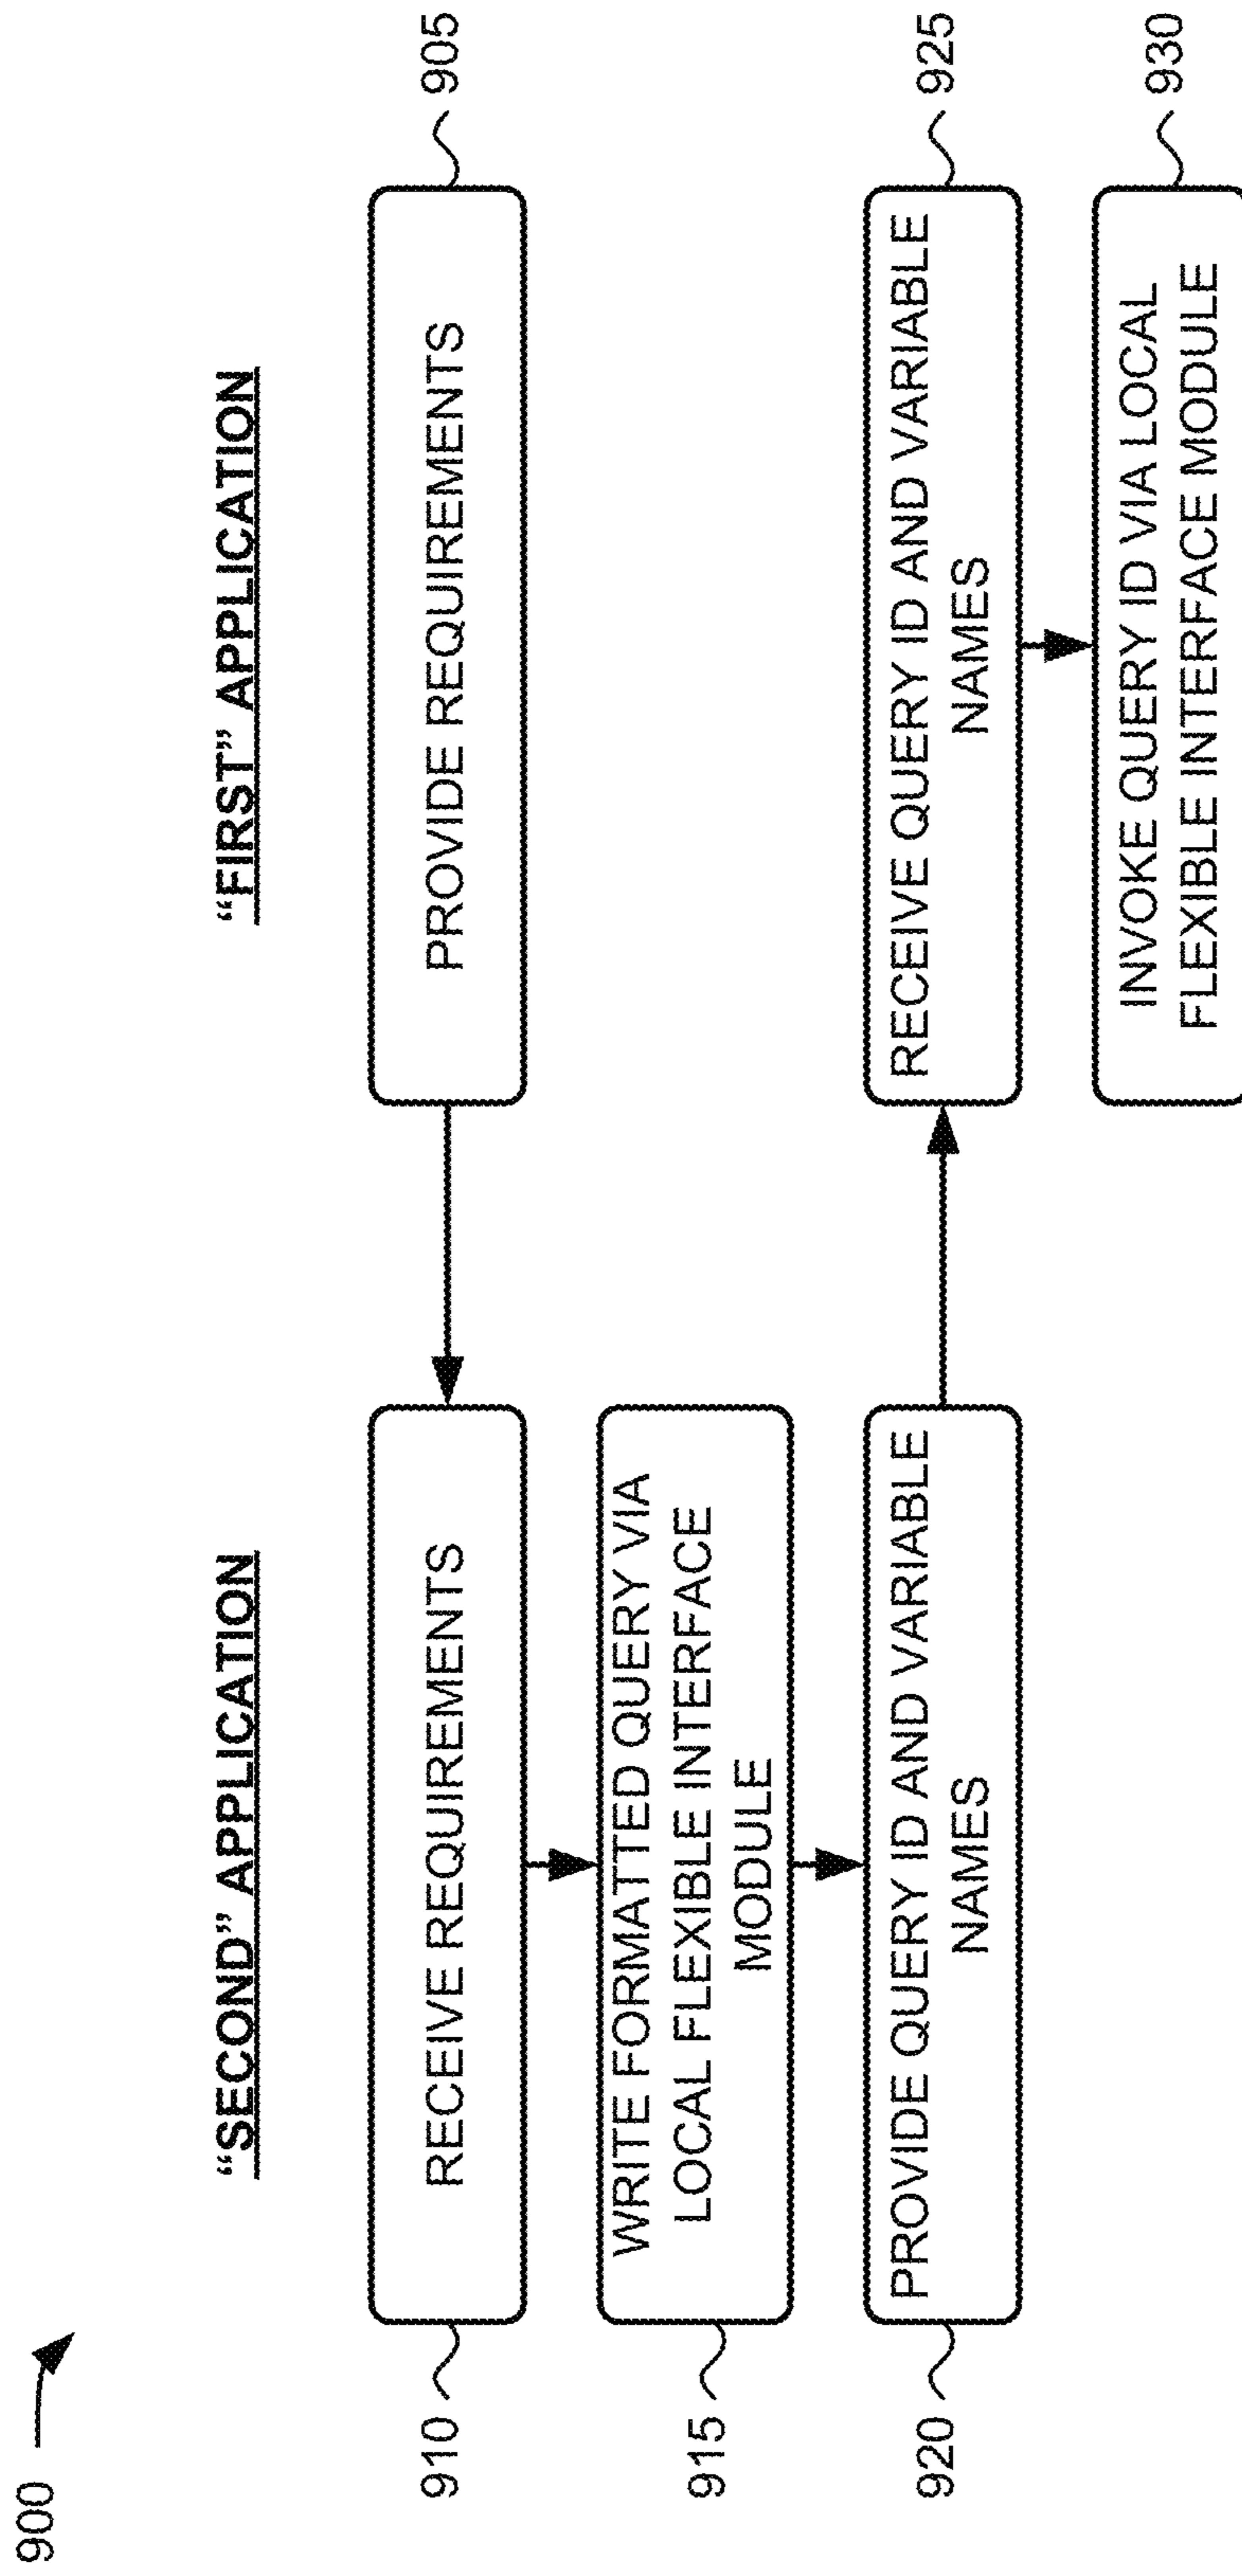 900
“SECOND” APPLICATION
“FIRST” APPLICATION
910
RECEIVE REQUIREMENTS
PROVIDE REQUIREMENTS
905
915
WRITE FORMATTED QUERY VIA
LOCAL FLEXIBLE INTERFACE
MODULE
920
PROVIDE QUERY ID AND VARIABLE
NAMES
RECEIVE QUERY ID AND VARIABLE
NAMES
925
INVOKE QUERY ID VIA LOCAL
FLEXIBLE INTERFACE MODULE
930